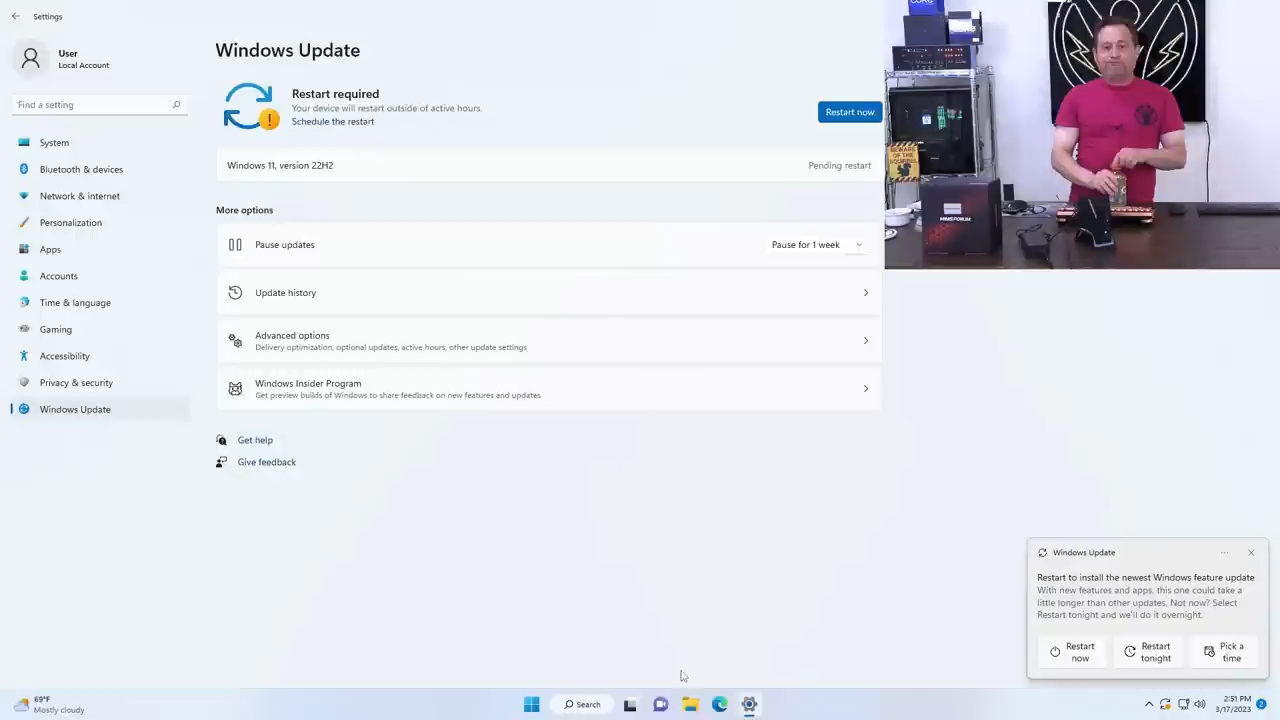 Settings
User
Local Account
Find a setting
System
Bluetooth & devices
Network & internet
Personalization
Apps
Accounts
Time & language
Gaming
Accessibility
Privacy & security
Windows Update
Windows Update
Restart required
Your device will restart outside of active hours.
Schedule the restart
Restart now
Windows 11, version 22H2
Pending restart
More options
Pause updates
Pause for 1 week
Update history
Advanced options
Delivery optimization, optional updates, active hours, other update settings
Windows Insider Program
Get preview builds of Windows to share feedback on new features and updates
Get help
Give feedback
CORE
BEWARE
OF THE
SQUIRREL
MINISFORUM
Windows Update
Restart to install the newest Windows feature update
With new features and apps, this one could take a
little longer than other updates. Not now? Select
Restart tonight and we'll do it overnight.
Restart
now
Restart
tonight
Pick a
time
69°F
Mostly cloudy
Search
2:51 PM
3/17/2023
2